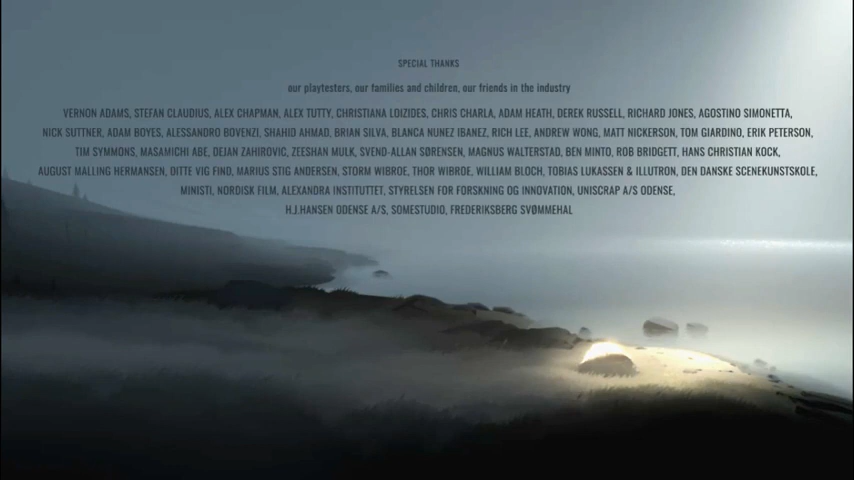 SPECIAL THANKS
our playtesters, our families and children, our friends in the industry
VERNON ADAMS, STEFAN CLAUDIUS, ALEX CHAPMAN, ALEX TUTTY, CHRISTIANA LOIZIDES, CHRIS CHARLA, ADAM HEATH, DEREK RUSSELL, RICHARD JONES, AGOSTINO SIMONETTA,
NICK SUTTNER, ADAM BOYES, ALESSANDRO BOVENZI, SHAHID AHMAD, BRIAN SILVA, BLANCA NUNEZ IBANEZ, RICH LEE, ANDREW WONG, MATT NICKERSON, TOM GIARDINO, ERIK PETERSON,
TIM SYMMONS, MASAMICHI ABE, DEJAN ZAHIROVIC, ZEESHAN MULK, SVEND-ALLAN SØRENSEN, MAGNUS WALTERSTAD, BEN MINTO, ROB BRIDGETT, HANS CHRISTIAN KOCK,
AUGUST MALLING HERMANSEN, DITTE VIG FIND, MARIUS STIG ANDERSEN, STORM WIBROE, THOR WIBROE, WILLIAM BLOCH, TOBIAS LUKASSEN & ILLUTRON, DEN DANSKE SCENEKUNSTSKOLE,
MINISTI, NORDISK FILM, ALEXANDRA INSTITUTTET, STYRELSEN FOR FORSKNING OG INNOVATION, UNISCRAP A/S ODENSE,
H.J.HANSEN ODENSE A/S, SOMESTUDIO, FREDERIKSBERG SVØMMEHAL